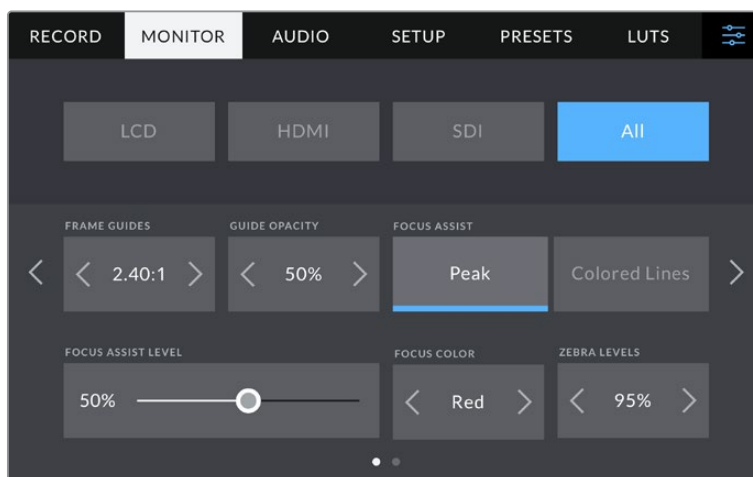 RECORD MONITOR AUDIO SETUP PRESETS LUTS
LCD HDMI SDI All
FRAME GUIDES GUIDE OPACITY FOCUS ASSIST
2.40:1 50% Peak Colored Lines
FOCUS ASSIST LEVEL FOCUS COLOR ZEBRA LEVELS
50% Red 95%